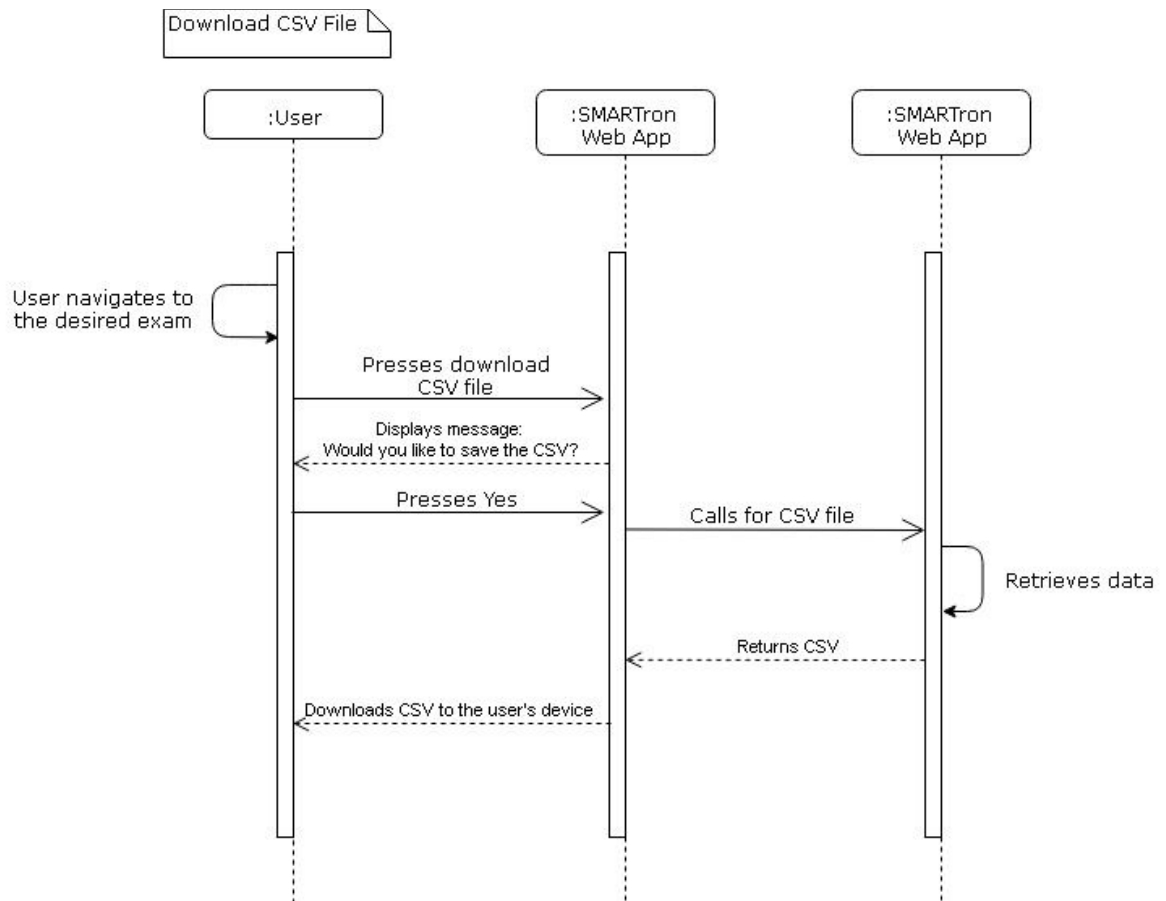 Download CSV File
:User
:SMARTron
Web App
:SMARTron
Web App
User navigates to
the desired exam
Presses download
CSV file
Displays message:
Would you like to save the CSV?
Presses Yes
Calls for CSV file
Retrieves data
Returns CSV
Downloads CSV to the user's device